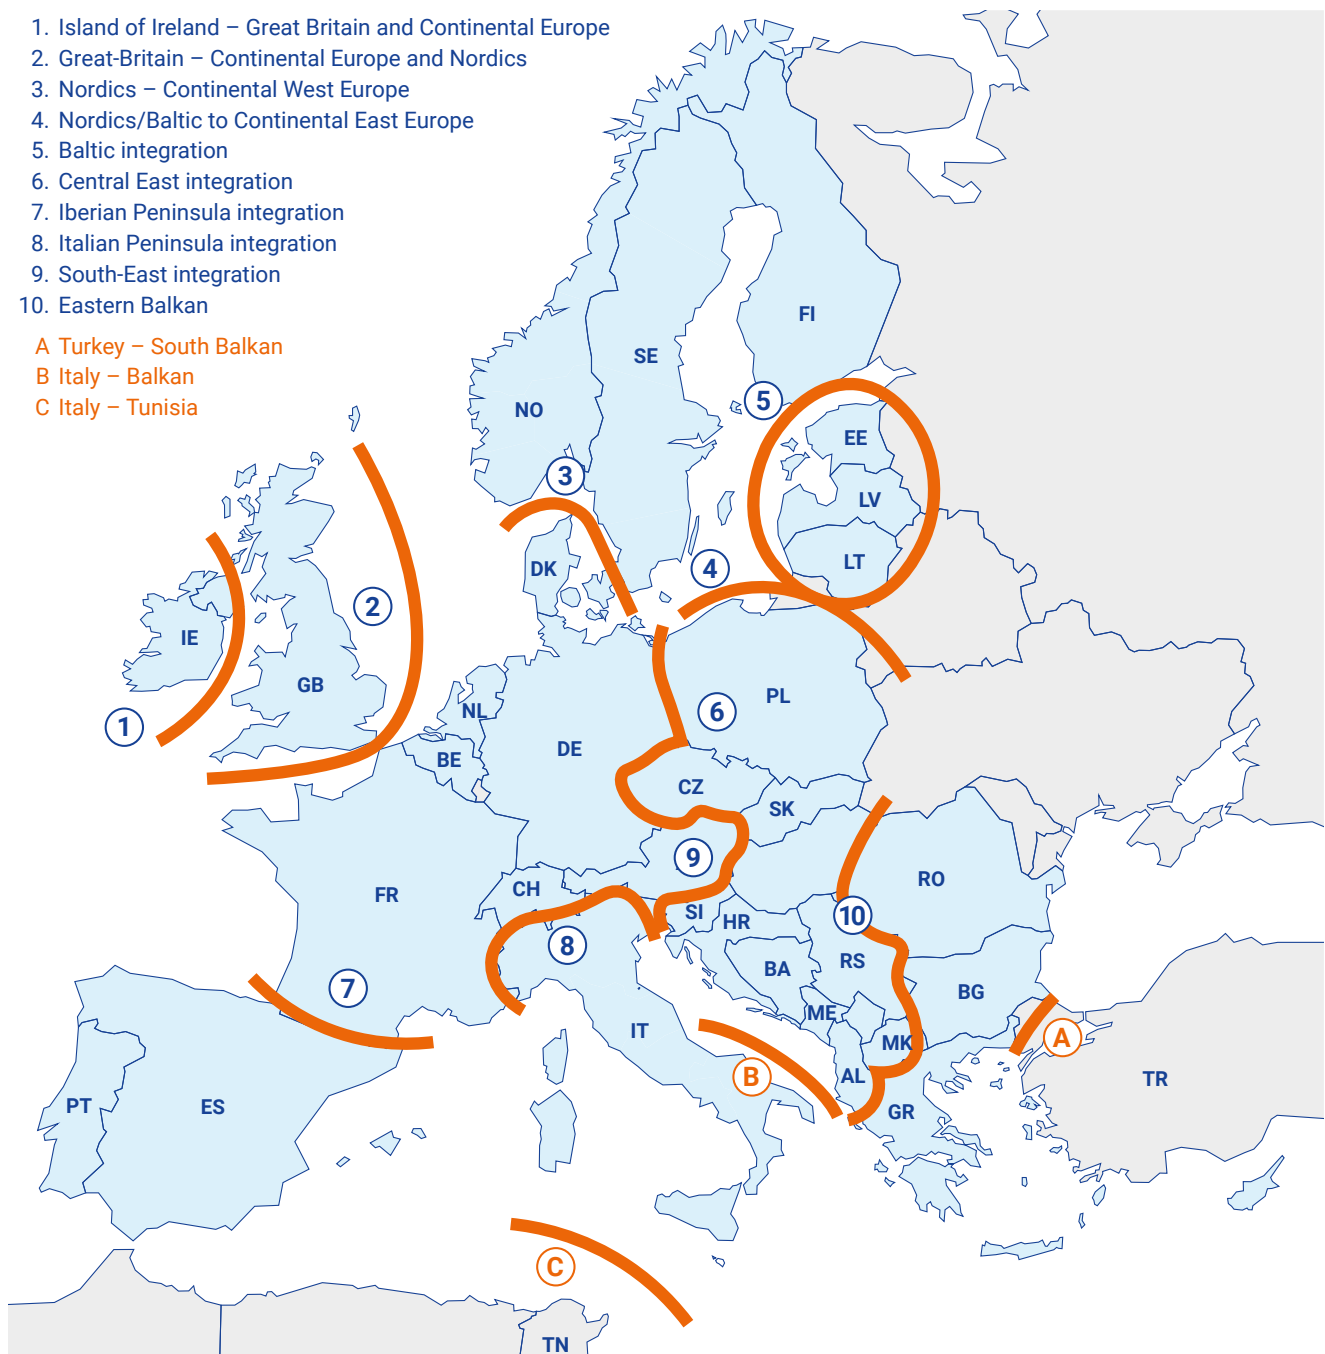 1. Island of Ireland – Great Britain and Continental Europe
2. Great-Britain – Continental Europe and Nordics
3. Nordics – Continental West Europe
4. Nordics/Baltic to Continental East Europe
5. Baltic integration
6. Central East integration
7. Iberian Peninsula integration
8. Italian Peninsula integration
9. South-East integration
10. Eastern Balkan
A Turkey – South Balkan
B Italy – Balkan
C Italy – Tunisia
FI
SE
5
NO
EE
3
LV
LT
4
DK
2
IE
GB
PL
NL
6
1
DE
BE
CZ
SK
9
RO
CH
FR
SI
10
HR
8
RS
BA
7
BG
ME
IT
A
MK
B
AL
TR
PT
ES
GR
C
TN